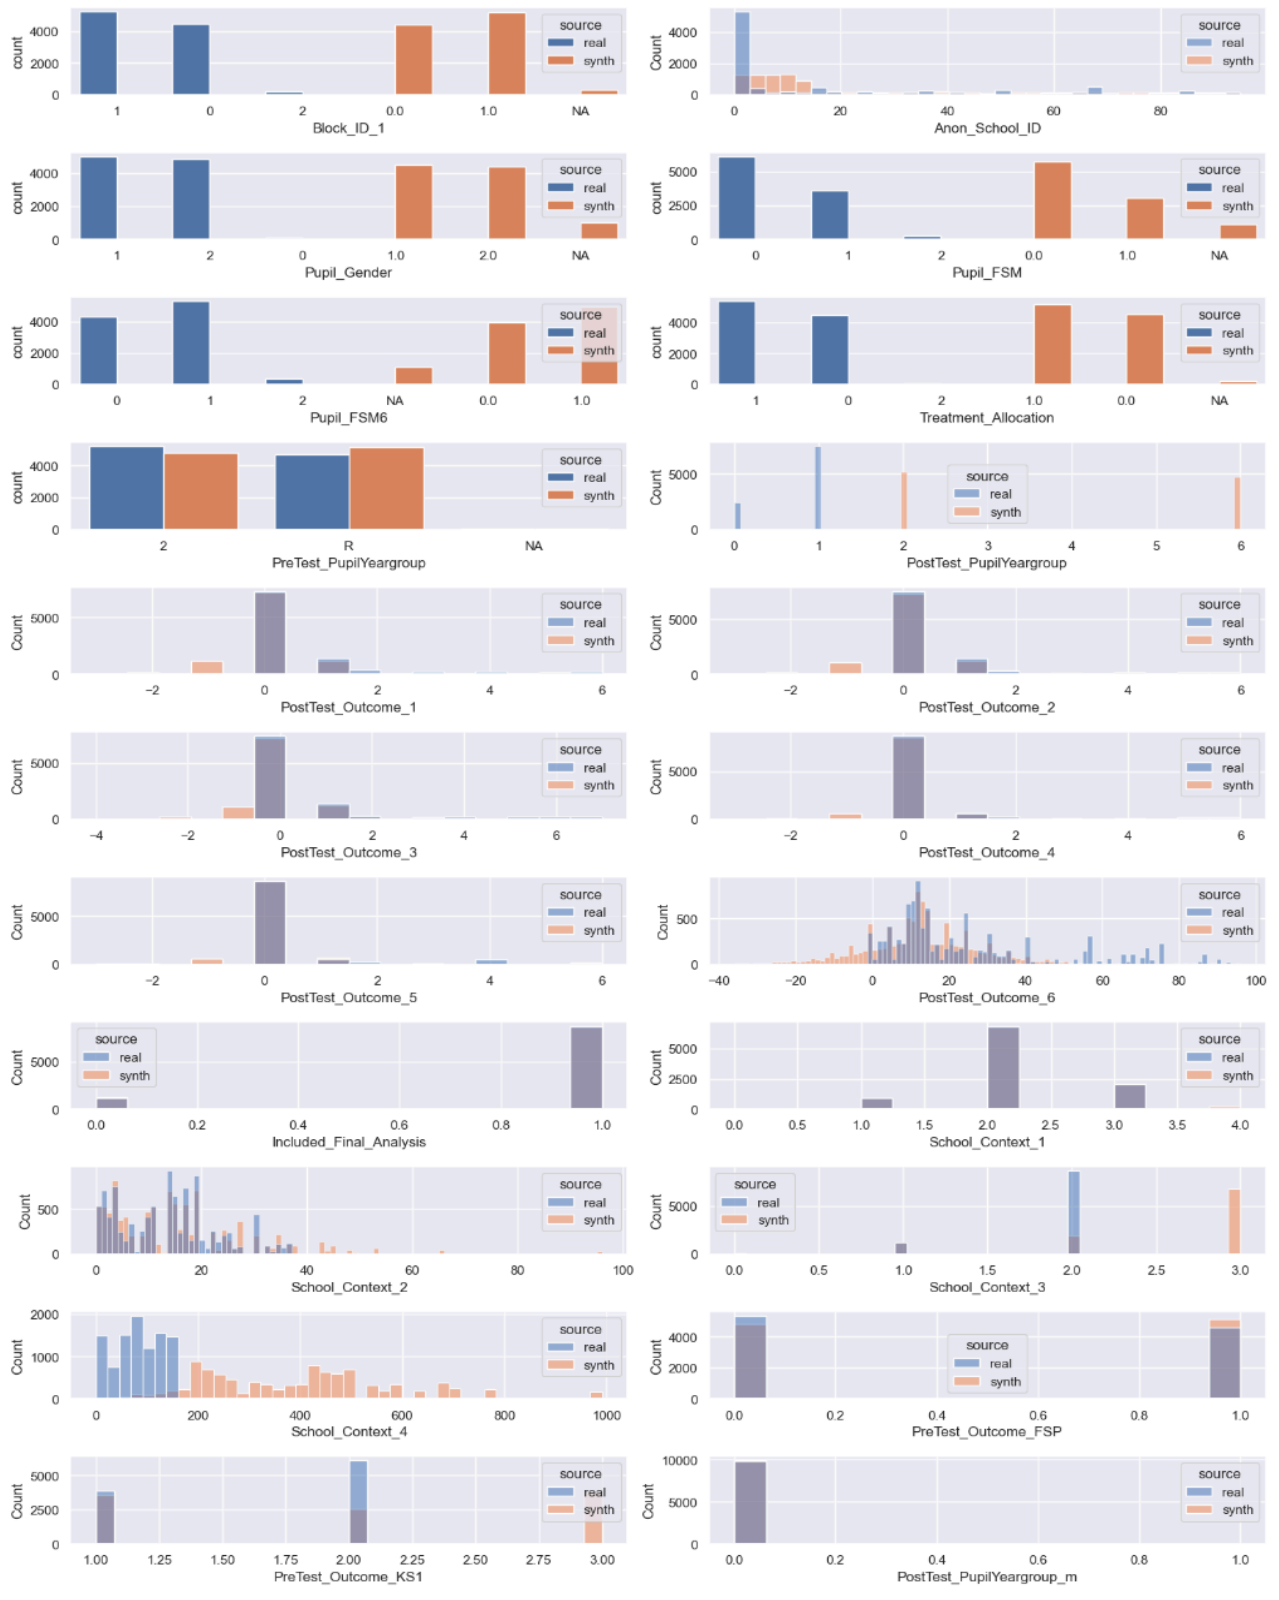 count
4000
2000
0
source
real
synth
1 0 2 0.0 1.0 NA
Block_ID_1
Count
4000
2000
0
source
real
synth
0 20 40 60 80
Anon_School_ID
count
4000
2000
0
source
real
synth
1 2 0 1.0 2.0 NA
Pupil_Gender
count
5000
2500
0
source
real
synth
0 1 2 0.0 1.0 NA
Pupil_FSM
count
4000
2000
0
source
real
synth
0 1 2 NA 0.0 1.0
Pupil_FSM6
count
4000
2000
0
source
real
synth
1 0 2 1.0 0.0 NA
Treatment_Allocation
count
4000
2000
0
source
real
synth
2 R NA
PreTest_PupilYeargroup
Count
5000
0
source
real
synth
0 1 2 3 4 5 6
PostTest_PupilYeargroup
Count
5000
0
source
real
synth
−2 0 2 4 6
PostTest_Outcome_1
Count
5000
0
source
real
synth
−2 0 2 4 6
PostTest_Outcome_2
Count
5000
0
source
real
synth
−4 −2 0 2 4 6
PostTest_Outcome_3
Count
5000
0
source
real
synth
−2 0 2 4 6
PostTest_Outcome_4
Count
5000
0
source
real
synth
−2 0 2 4 6
PostTest_Outcome_5
Count
500
0
source
real
synth
−40 −20 0 20 40 60 80 100
PostTest_Outcome_6
Count
5000
0
source
real
synth
0.0 0.2 0.4 0.6 0.8 1.0
Included_Final_Analysis
Count
5000
2500
0
source
real
synth
0.0 0.5 1.0 1.5 2.0 2.5 3.0 3.5 4.0
School_Context_1
Count
500
0
source
real
synth
0 20 40 60 80 100
School_Context_2
Count
5000
0
source
real
synth
0.0 0.5 1.0 1.5 2.0 2.5 3.0
School_Context_3
Count
2000
1000
0
source
real
synth
0 200 400 600 800 1000
School_Context_4
Count
4000
2000
0
source
real
synth
0.0 0.2 0.4 0.6 0.8 1.0
PreTest_Outcome_FSP
Count
5000
2500
0
source
real
synth
1.00 1.25 1.50 1.75 2.00 2.25 2.50 2.75 3.00
PreTest_Outcome_KS1
Count
10000
5000
0
source
real
synth
0.0 0.2 0.4 0.6 0.8 1.0
PostTest_PupilYeargroup_m